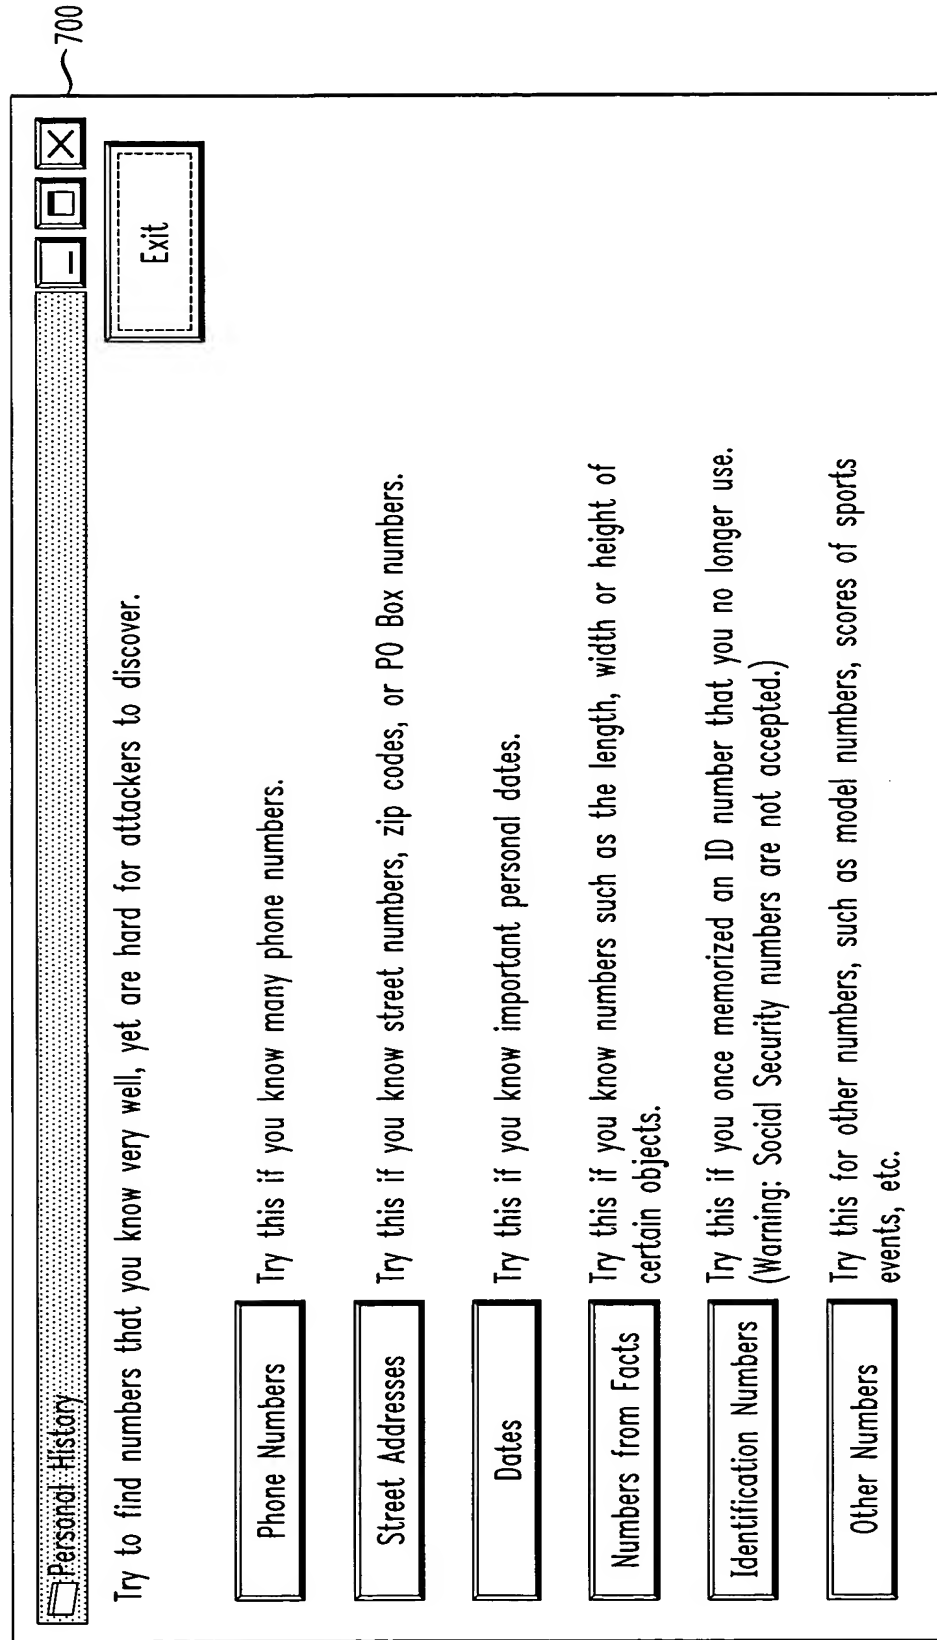 700
Personal History
Exit
Try to find numbers that you know very well, yet are hard for attackers to discover.
Phone Numbers
Try this if you know many phone numbers.
Street Addresses
Try this if you know street numbers, zip codes, or PO Box numbers.
Dates
Try this if you know important personal dates.
Numbers from Facts
Try this if you know numbers such as the length, width or height of
certain objects.
Identification Numbers
Try this if you once memorized an ID number that you no longer use.
(Warning: Social Security numbers are not accepted.)
Other Numbers
Try this for other numbers, such as model numbers, scores of sports
events, etc.